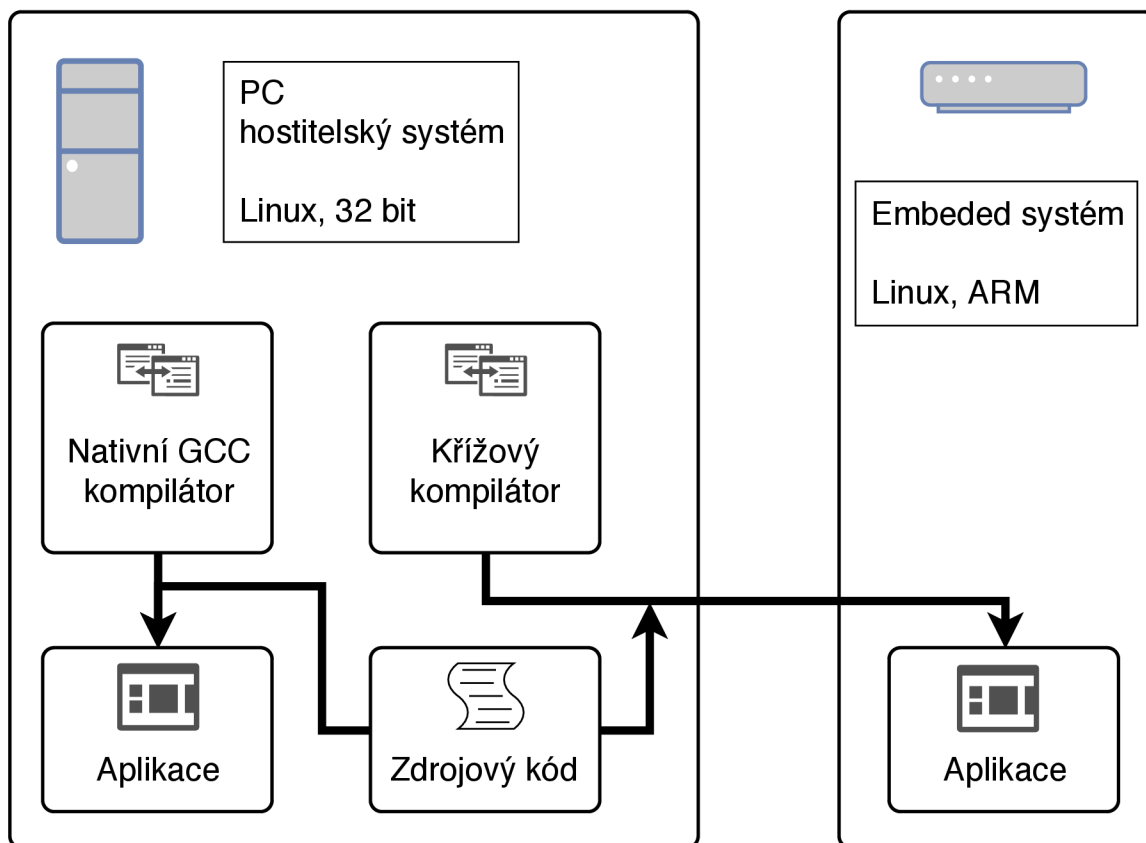 PC
hostitelský systém
Linux, 32 bit
Embeded systém
Linux, ARM
Nativní GCC
kompilátor
Křížový
kompilátor
Aplikace
Zdrojový kód
Aplikace